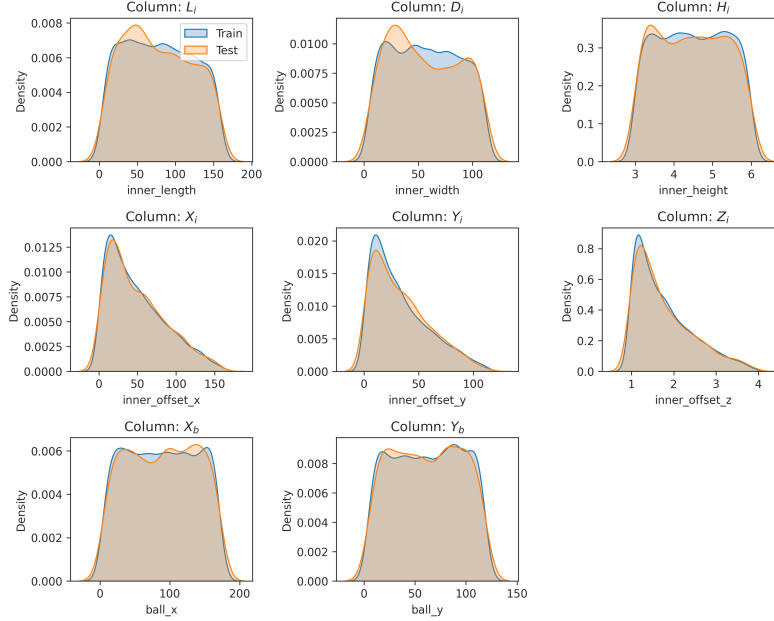 Column: Lᵢ
Column: Dᵢ
Column: Hᵢ
Train
Test
Density
0.008
0.006
0.004
0.002
0.000
0 50 100 150 200
inner_length
Density
0.0100
0.0075
0.0050
0.0025
0.0000
0 50 100
inner_width
Density
0.3
0.2
0.1
0.0
3 4 5 6
inner_height
Column: Xᵢ
Column: Yᵢ
Column: Zᵢ
Density
0.0125
0.0100
0.0075
0.0050
0.0025
0.0000
0 50 100 150
inner_offset_x
Density
0.020
0.015
0.010
0.005
0.000
0 50 100
inner_offset_y
Density
0.8
0.6
0.4
0.2
0.0
1 2 3 4
inner_offset_z
Column: X_b
Column: Y_b
Density
0.006
0.004
0.002
0.000
0 100 200
ball_x
Density
0.008
0.006
0.004
0.002
0.000
0 50 100 150
ball_y